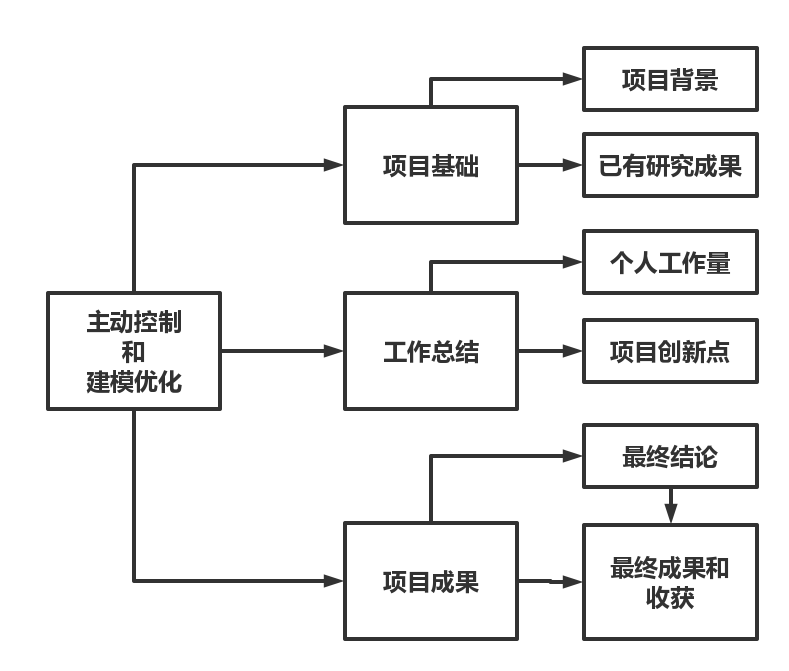 项目背景
项目基础
已有研究成果
个人工作量
主动控制
和
建模优化
工作总结
项目创新点
最终结论
项目成果
最终成果和
收获